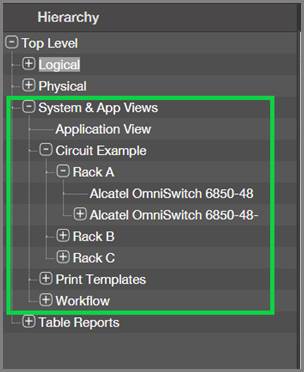 Hierarchy
Top Level
Logical
Physical
System & App Views
Application View
Circuit Example
Rack A
Alcatel OmniSwitch 6850-48
Alcatel OmniSwitch 6850-48-
Rack B
Rack C
Print Templates
Workflow
Table Reports